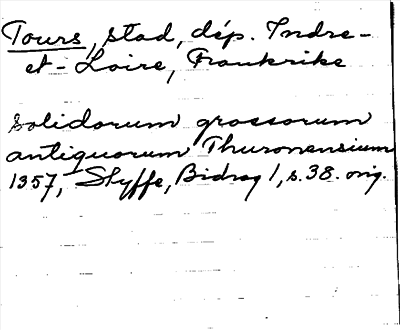 Tours, stad, dép. Indre-
et-Loire, Frankrike
solidorum grossorum
antiquorum Thuronensium
1357, Styffe, Bidrag 1, s. 38. orig.